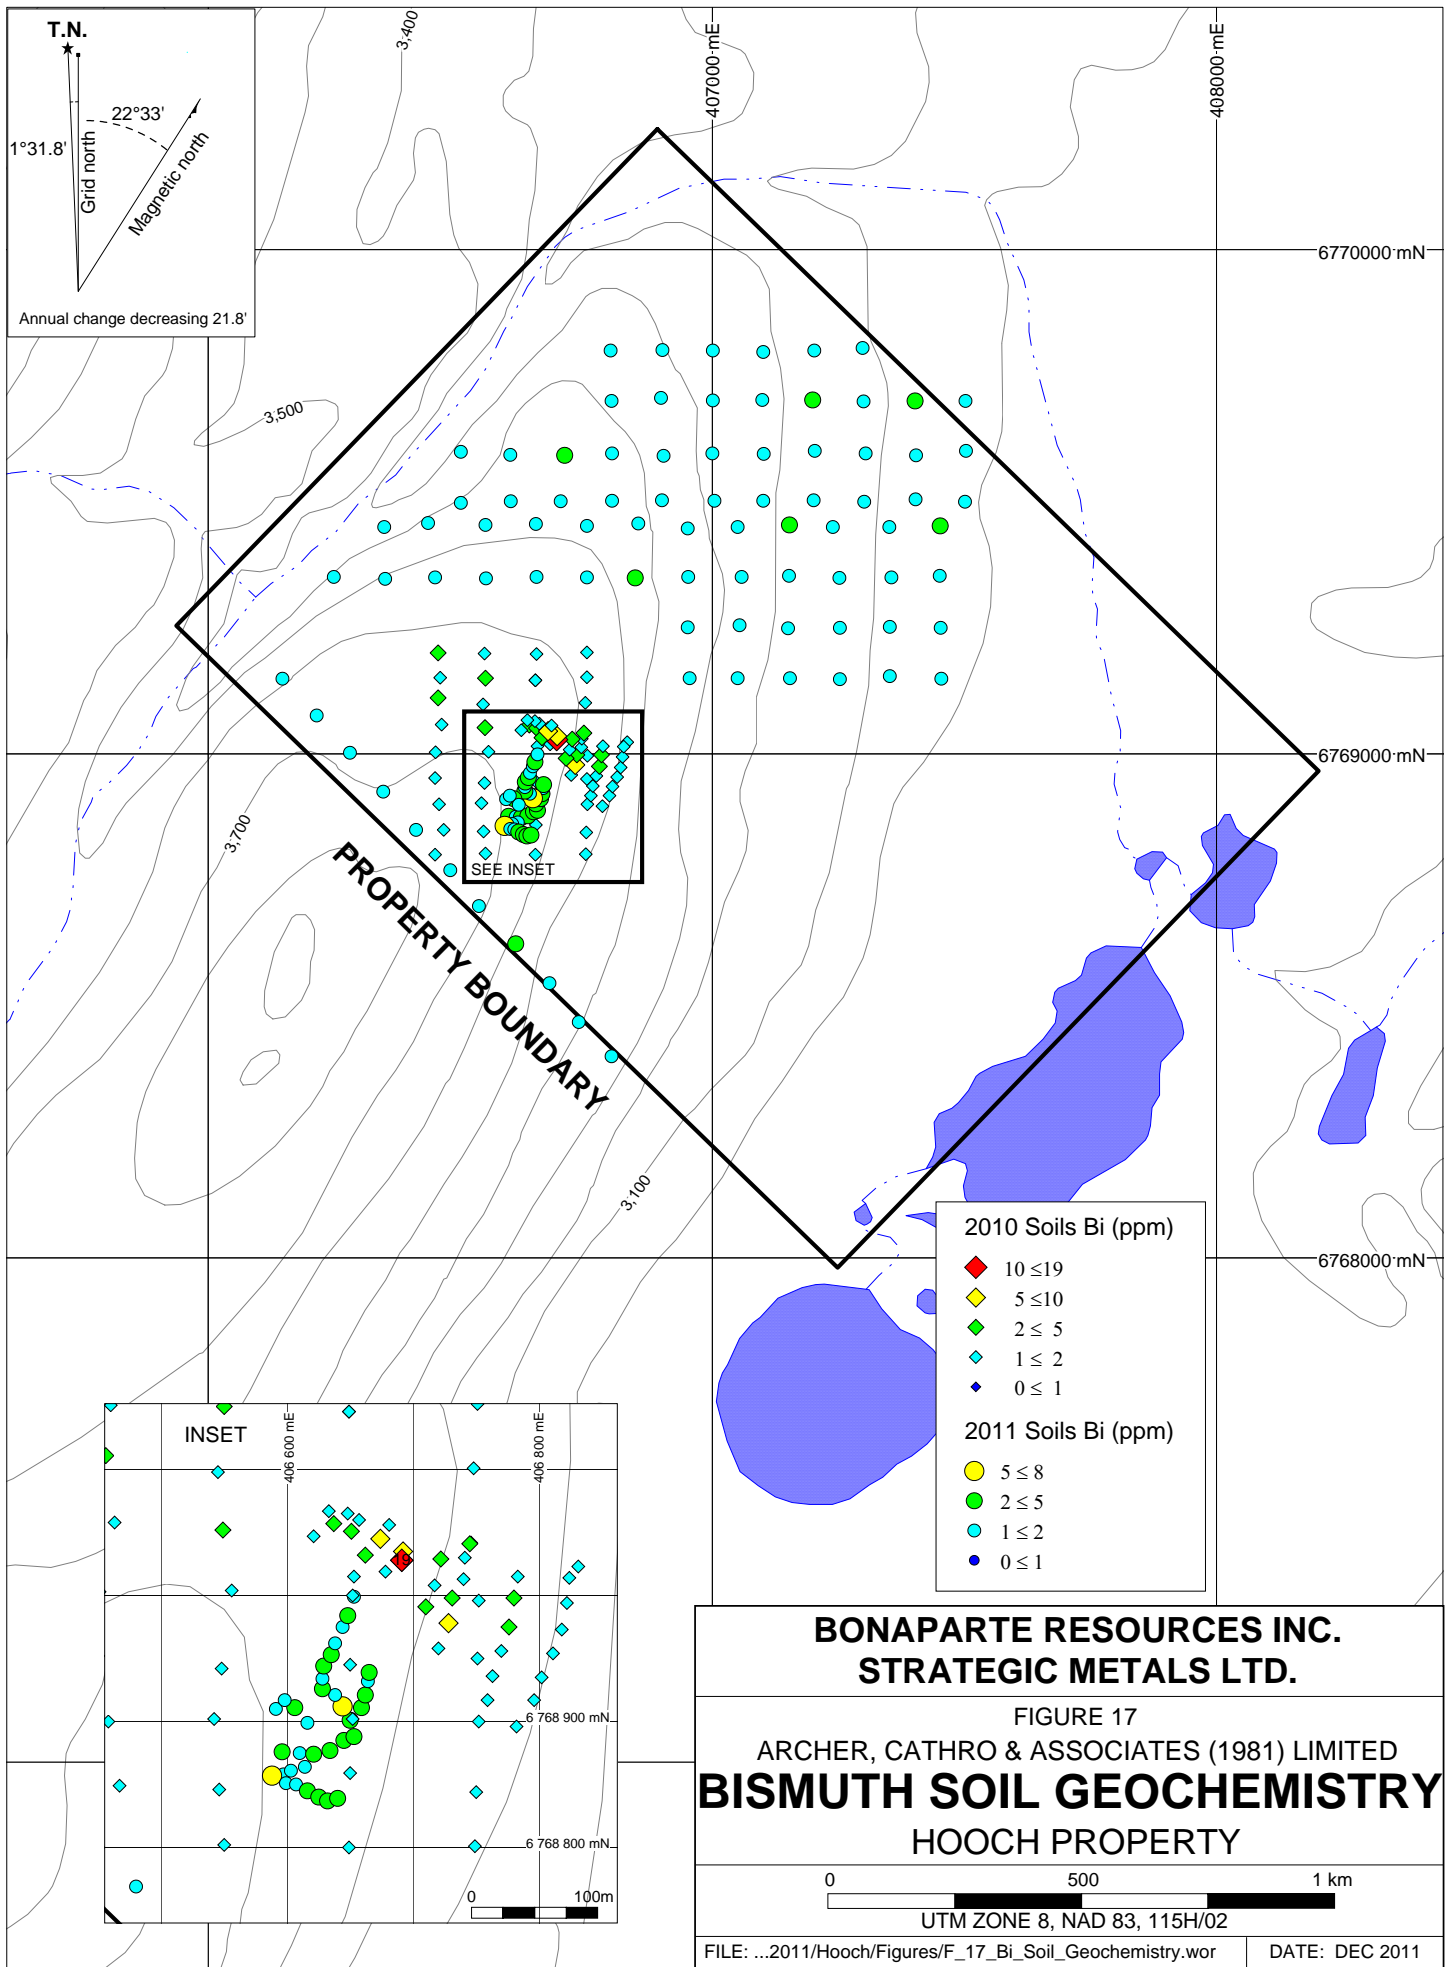 T.N.
22°33'
1°31.8'
Grid north
Magnetic north
Annual change decreasing 21.8'
3,400
407000 mE
408000 mE
6770000 mN
3,500
6769000 mN
3,700
SEE INSET
PROPERTY BOUNDARY
3,100
6768000 mN
2010 Soils Bi (ppm)
10 ≤19
5 ≤10
2 ≤ 5
1 ≤ 2
0 ≤ 1
2011 Soils Bi (ppm)
5 ≤ 8
2 ≤ 5
1 ≤ 2
0 ≤ 1
INSET
406 600 mE
406 800 mE
19
6 768 900 mN
6 768 800 mN
0 100m
BONAPARTE RESOURCES INC.
STRATEGIC METALS LTD.
FIGURE 17
ARCHER, CATHRO & ASSOCIATES (1981) LIMITED
BISMUTH SOIL GEOCHEMISTRY
HOOCH PROPERTY
0 500 1 km
UTM ZONE 8, NAD 83, 115H/02
FILE: ...2011/Hooch/Figures/F_17_Bi_Soil_Geochemistry.wor DATE: DEC 2011